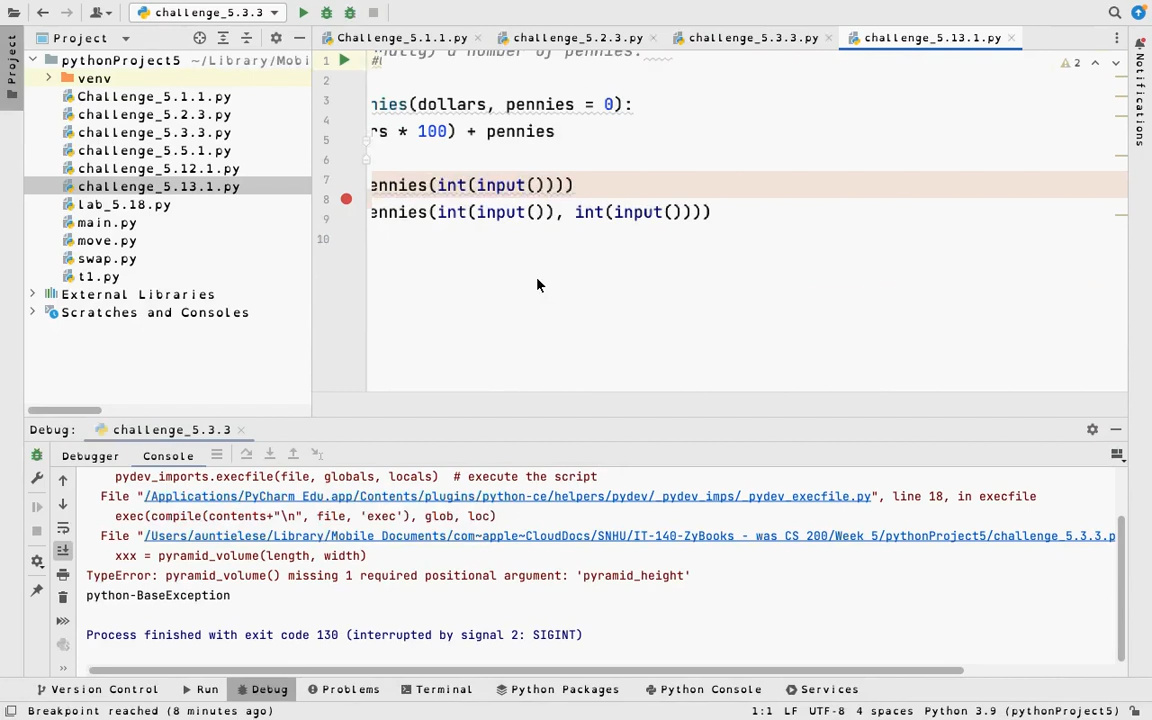 challenge_5.3.3
Project
pythonProject5 ~/Library/Mobi
venv
Challenge_5.1.1.py
challenge_5.2.3.py
challenge_5.3.3.py
challenge_5.5.1.py
challenge_5.12.1.py
challenge_5.13.1.py
lab_5.18.py
main.py
move.py
swap.py
t1.py
External Libraries
Scratches and Consoles
Project
Challenge_5.1.1.py challenge_5.2.3.py challenge_5.3.3.py challenge_5.13.1.py
a number of pennies.
1
2
3 nies(dollars, pennies = 0):
4 rs * 100) + pennies
5
6
7 ennies(int(input())))
8 ennies(int(input()), int(input())))
9
10
2
Notifications
Debug: challenge_5.3.3
Debugger Console
pydev_imports.execfile(file, globals, locals)  # execute the script
File "/Applications/PyCharm Edu.app/Contents/plugins/python-ce/helpers/pydev/_pydev_imps/_pydev_execfile.py", line 18, in execfile
exec(compile(contents+"\n", file, 'exec'), glob, loc)
File "/Users/auntielese/Library/Mobile Documents/com~apple~CloudDocs/SNHU/IT-140-ZyBooks - was CS 200/Week 5/pythonProject5/challenge_5.3.3.p
xxx = pyramid_volume(length, width)
TypeError: pyramid_volume() missing 1 required positional argument: 'pyramid_height'
python-BaseException
Process finished with exit code 130 (interrupted by signal 2: SIGINT)
Version Control Run Debug Problems Terminal Python Packages Python Console Services
Breakpoint reached (8 minutes ago) 1:1 LF UTF-8 4 spaces Python 3.9 (pythonProject5)